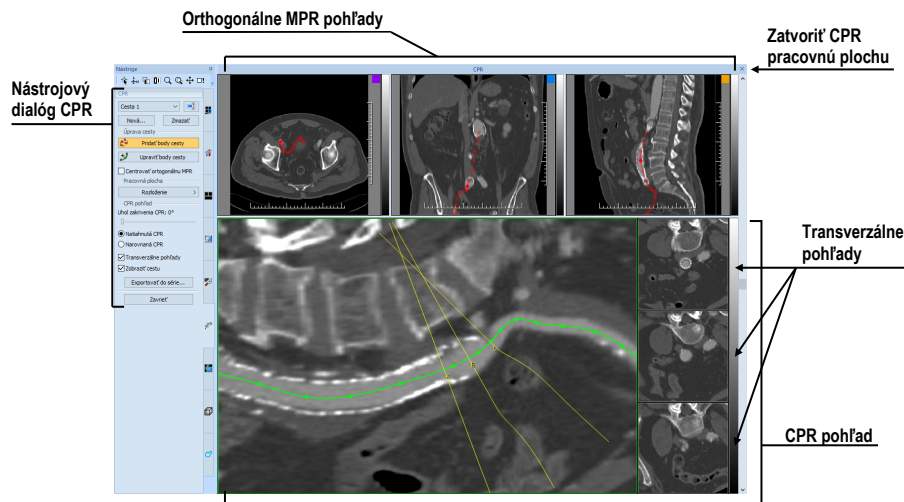 Orthogonálne MPR pohľady
Zatvoriť CPR
pracovnú plochu
Nástrojový
dialóg CPR
Nástroje
CPR
CPR
Cesta 1
Nová...
Zmazať
Úprava cesty
Pridať body cesty
Upraviť body cesty
Centrovať ortogonálnu MPR
Pracovná plocha
Rozloženie
CPR pohľad
Uhol zakrivenia CPR: 0°
Natiahnutá CPR
Narovnaná CPR
Transverzálne pohľady
Zobraziť cestu
Exportovať do série...
Zavrieť
Transverzálne
pohľady
B
CPR pohľad